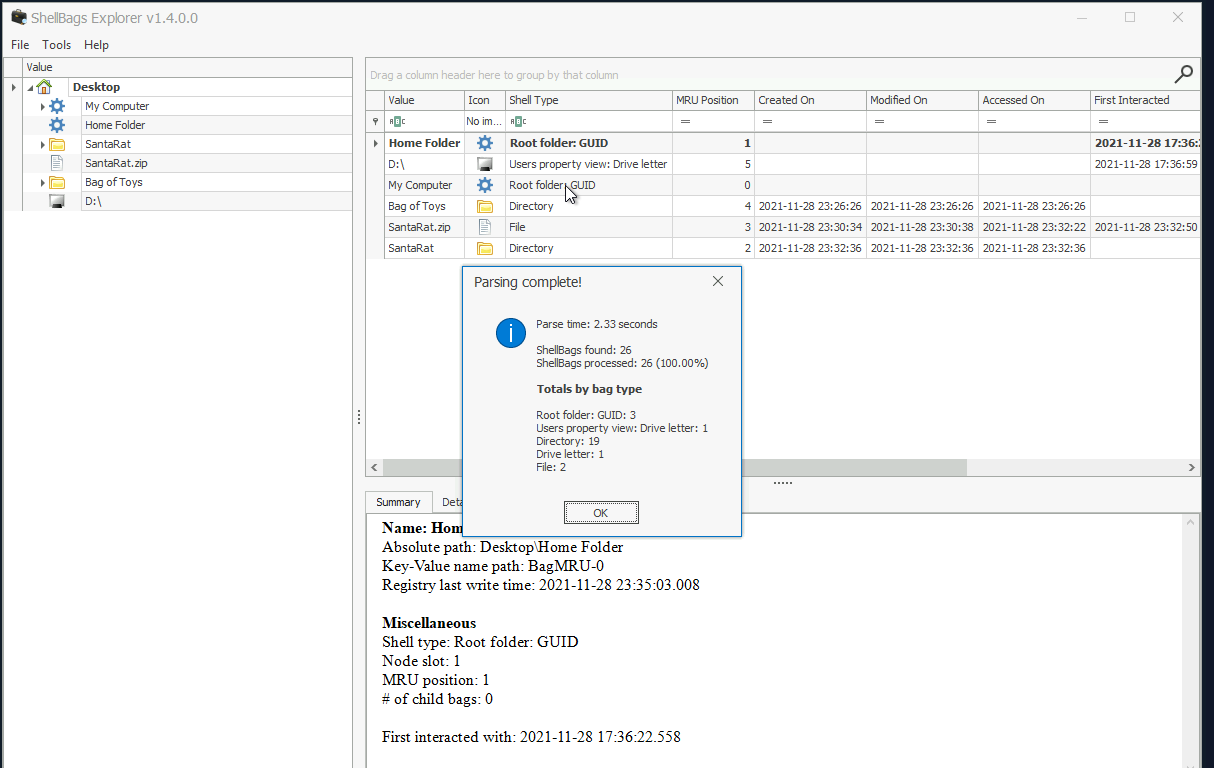 ShellBags Explorer v1.4.0.0
File Tools Help
Value
Desktop
My Computer
Home Folder
SantaRat
SantaRat.zip
Bag of Toys
D:\
Drag a column header here to group by that column
Value Icon Shell Type MRU Position Created On Modified On Accessed On First Interacted
No im... = = = = =
Home Folder Root folder: GUID 1 2021-11-28 17:36:
D:\ Users property view: Drive letter 5 2021-11-28 17:36:59
My Computer Root folder: GUID 0
Bag of Toys Directory 4 2021-11-28 23:26:26 2021-11-28 23:26:26 2021-11-28 23:26:26
SantaRat.zip File 3 2021-11-28 23:30:34 2021-11-28 23:30:38 2021-11-28 23:32:22 2021-11-28 23:32:50
SantaRat Directory 2 2021-11-28 23:32:36 2021-11-28 23:32:36 2021-11-28 23:32:36
Parsing complete!
Parse time: 2.33 seconds
ShellBags found: 26
ShellBags processed: 26 (100.00%)
Totals by bag type
Root folder: GUID: 3
Users property view: Drive letter: 1
Directory: 19
Drive letter: 1
File: 2
OK
Summary Deta
Name: Hom
Absolute path: Desktop\Home Folder
Key-Value name path: BagMRU-0
Registry last write time: 2021-11-28 23:35:03.008
Miscellaneous
Shell type: Root folder: GUID
Node slot: 1
MRU position: 1
# of child bags: 0
First interacted with: 2021-11-28 17:36:22.558